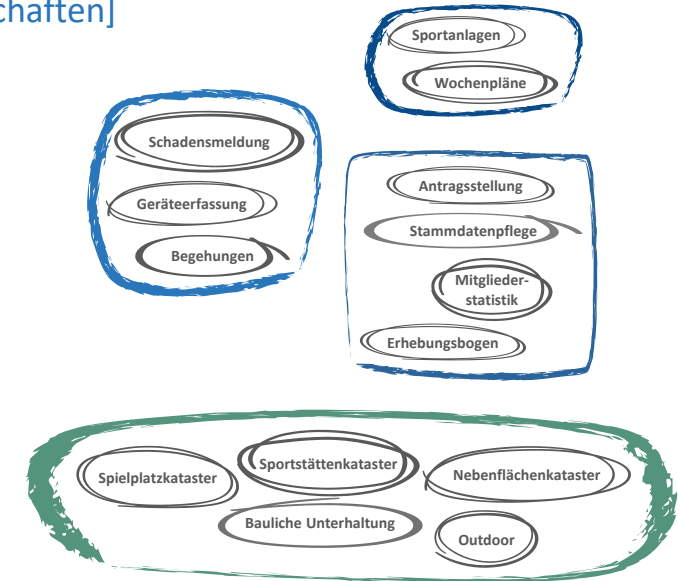 chaften]
Sportanlagen
Wochenpläne
Schadensmeldung
Geräteerfassung
Begehungen
Antragsstellung
Stammdatenpflege
Mitglieder-
statistik
Erhebungsbogen
Spielplatzkataster
Sportstättenkataster
Nebenflächenkataster
Bauliche Unterhaltung
Outdoor